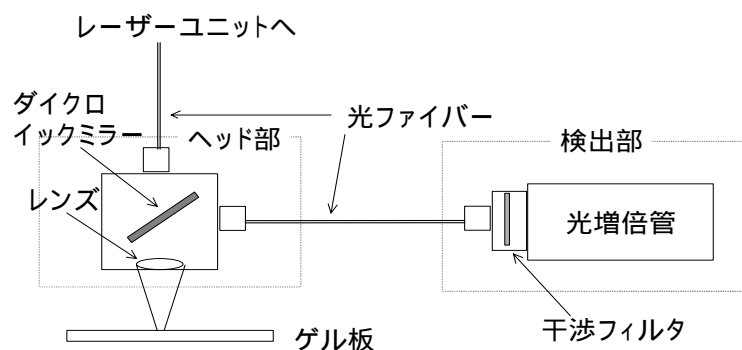 レーザーユニットへ
ダイクロ
イックミラー
ヘッド部
光ファイバー
検出部
レンズ
光増倍管
ゲル板
干渉フィルタ